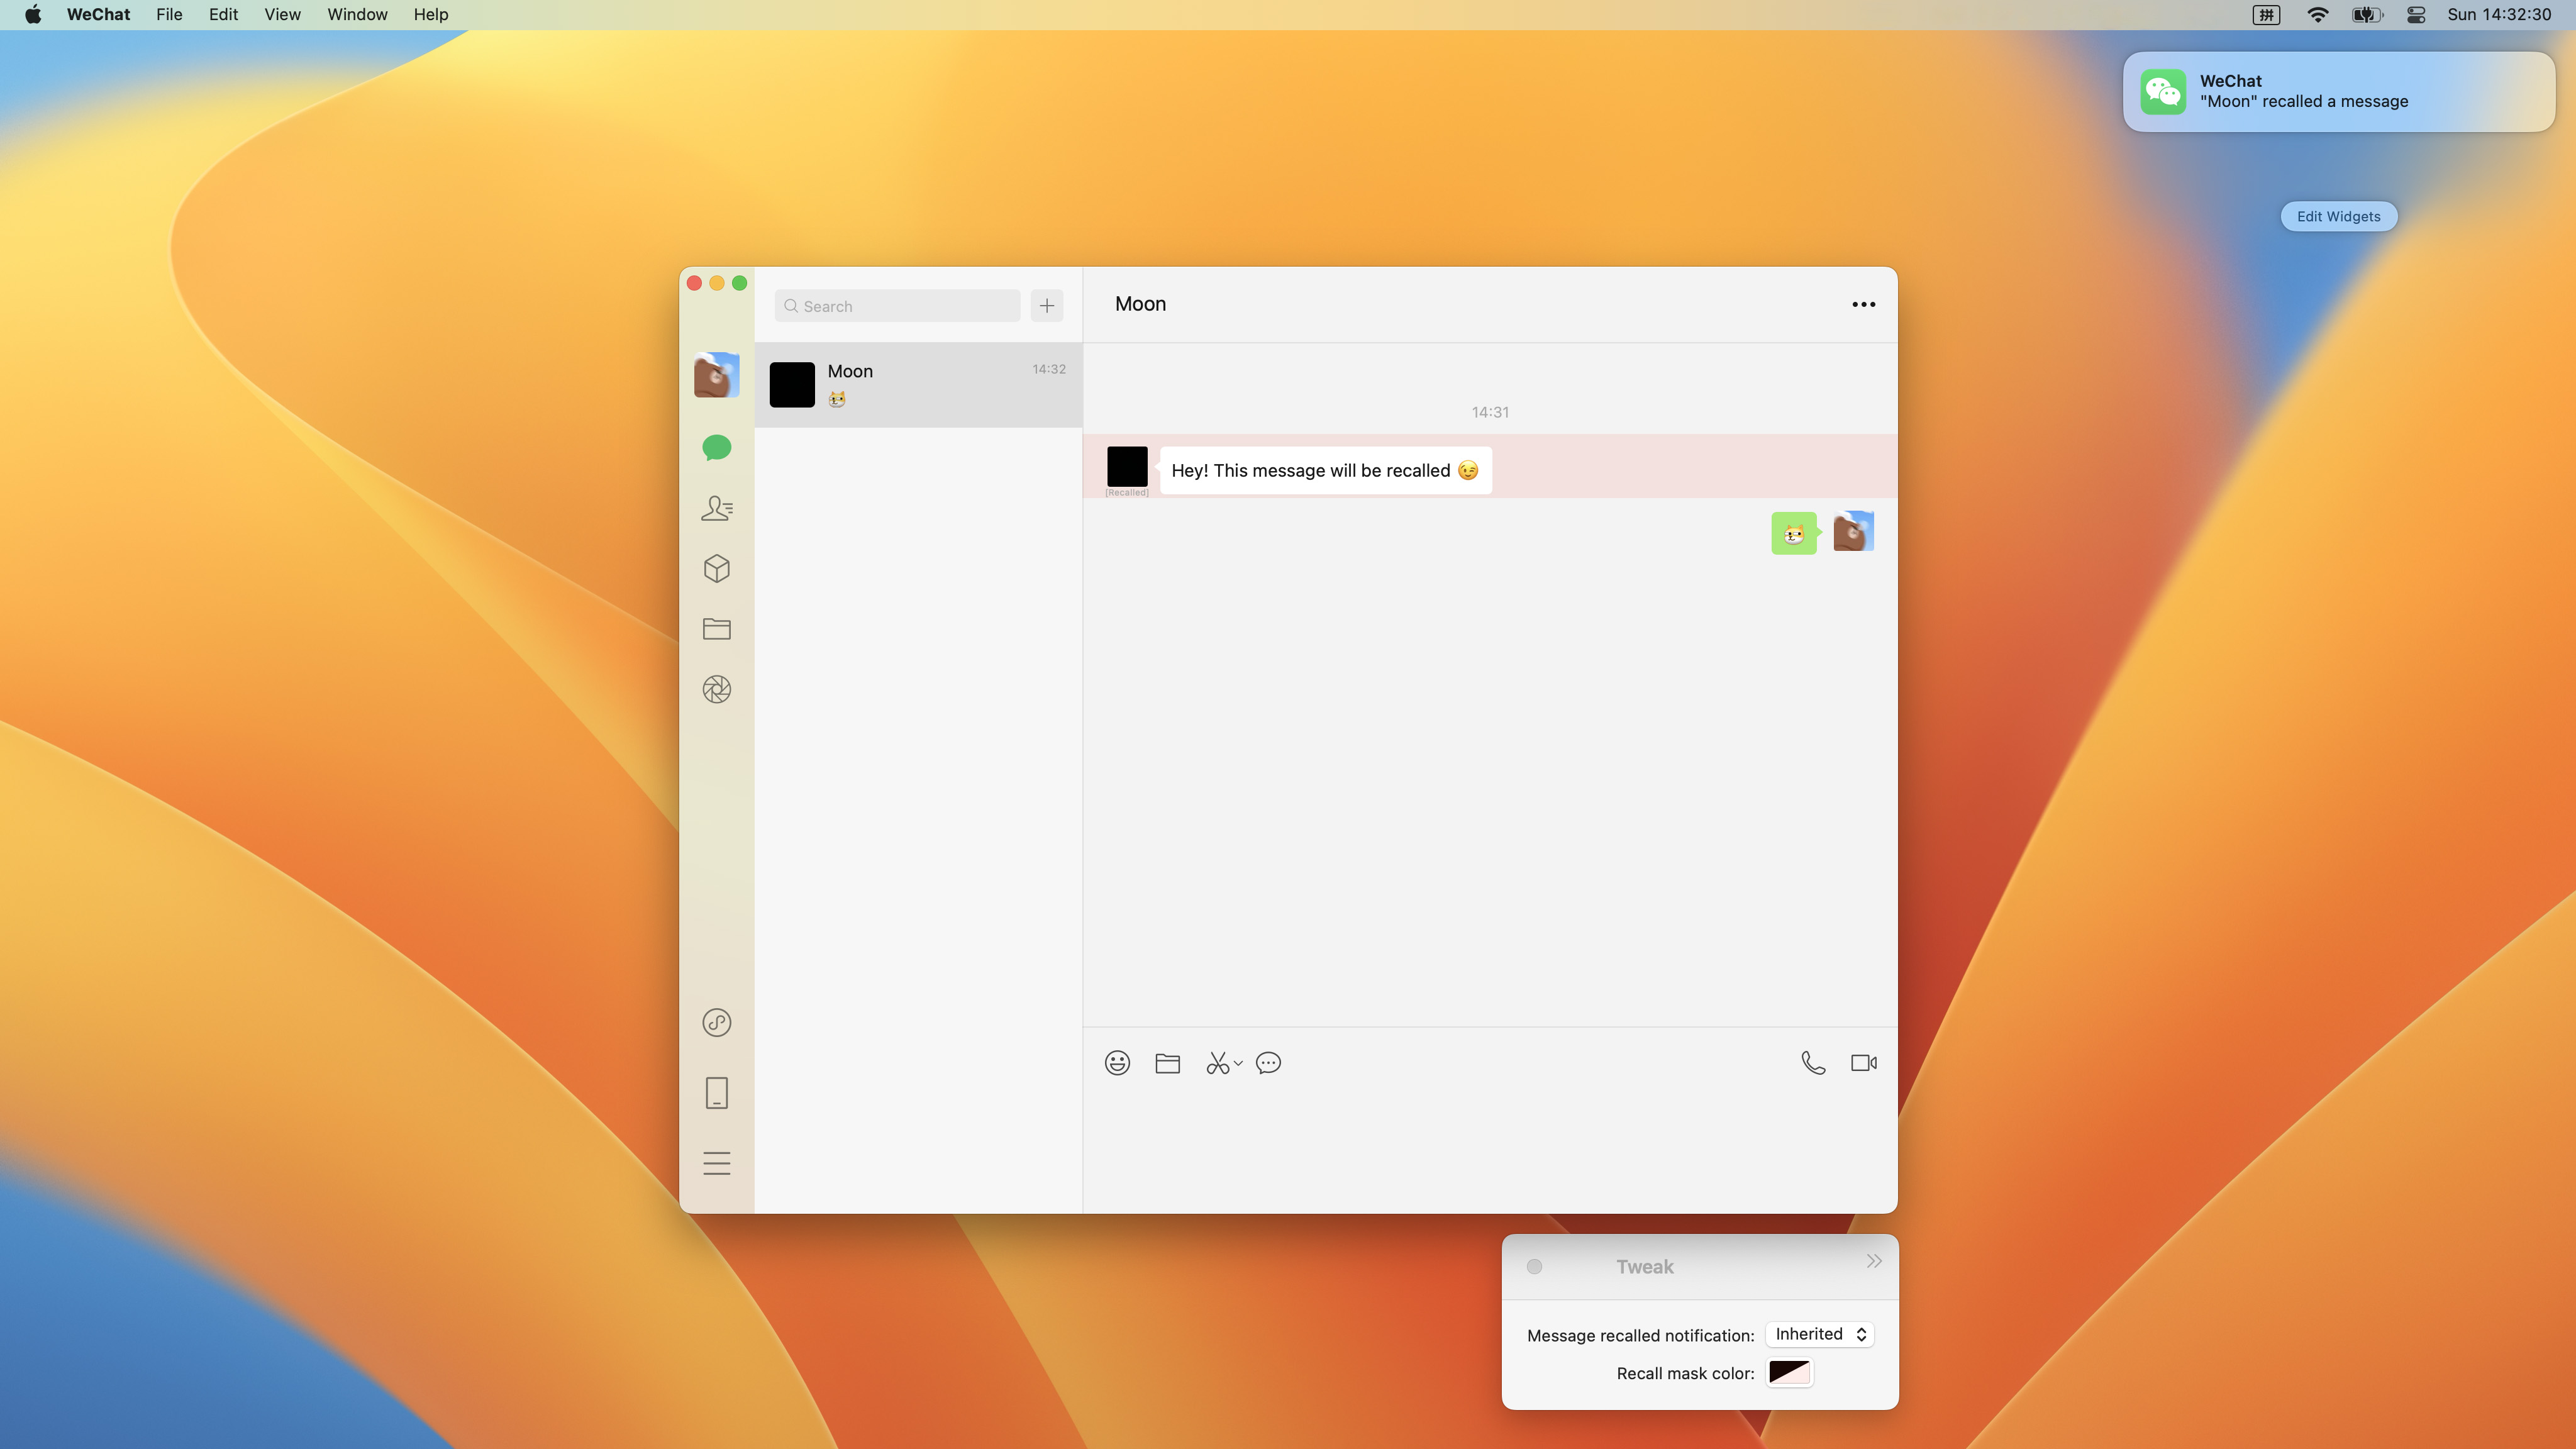 WeChat File Edit View Window Help
拼 Sun 14:32:30
WeChat
"Moon" recalled a message
Edit Widgets
Search
Moon
Moon 14:32
14:31
Hey! This message will be recalled 😉
[Recalled]
Tweak
Message recalled notification: Inherited
Recall mask color: